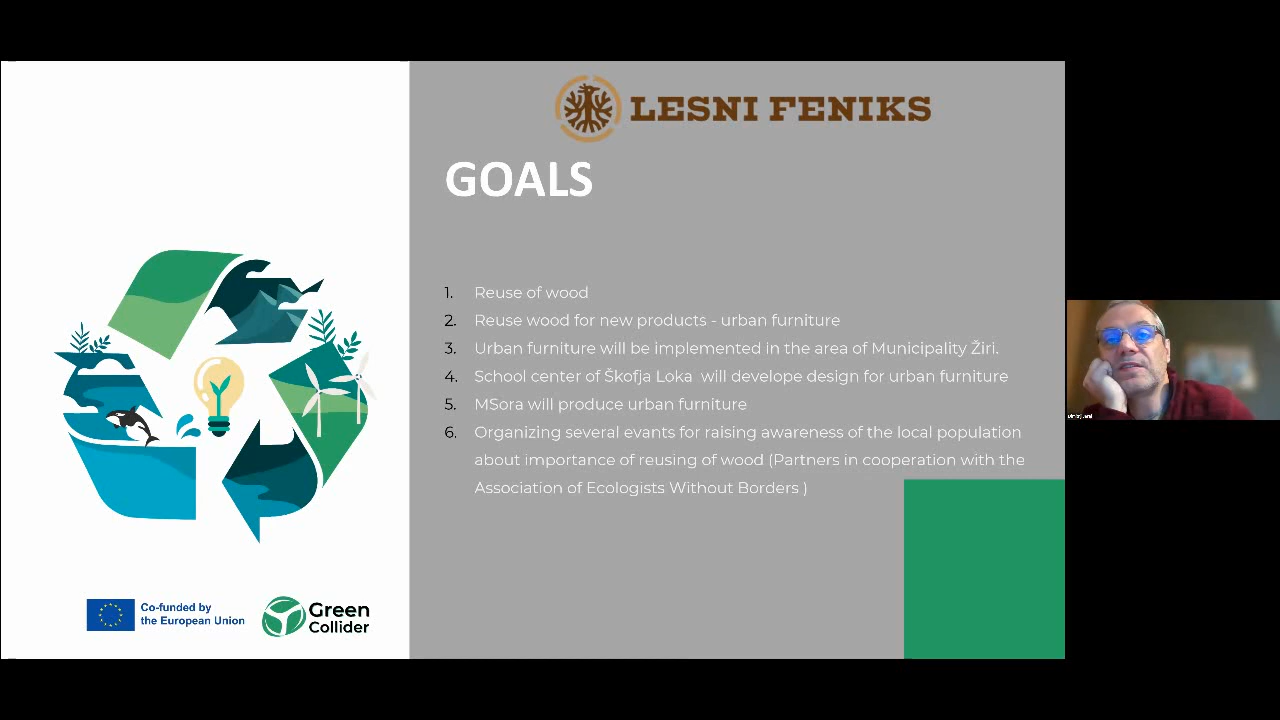 LESNI FENIKS
GOALS
1. Reuse of wood
2. Reuse wood for new products - urban furniture
3. Urban furniture will be implemented in the area of Municipality Žiri.
4. School center of Škofja Loka will develope design for urban furniture
5. MSora will produce urban furniture
6. Organizing several evants for raising awareness of the local population
about importance of reusing of wood (Partners in cooperation with the
Association of Ecologists Without Borders )
Co-funded by
the European Union
Green
Collider